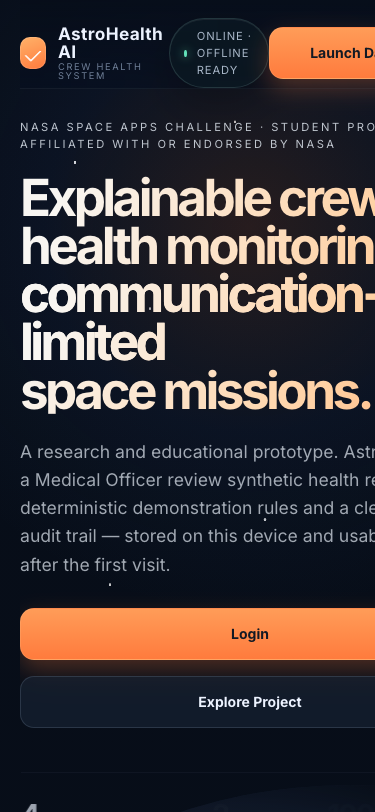 AstroHealth
AI
CREW HEALTH
SYSTEM
ONLINE ·
OFFLINE
READY
Launch D
NASA SPACE APPS CHALLENGE · STUDENT PRO
AFFILIATED WITH OR ENDORSED BY NASA
Explainable crew
health monitorin
communication-
limited
space missions.
A research and educational prototype. Astr
a Medical Officer review synthetic health re
deterministic demonstration rules and a cle
audit trail — stored on this device and usab
after the first visit.
Login
Explore Project